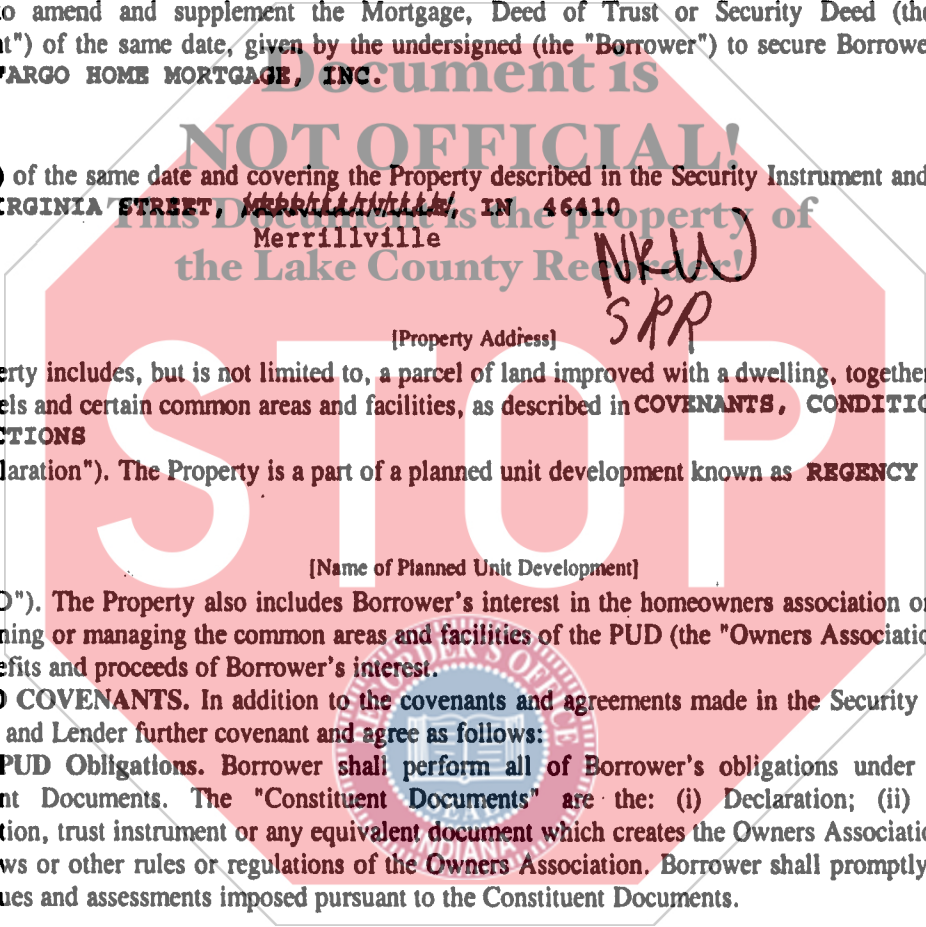 o amend and supplement the Mortgage, Deed of Trust or Security Deed (the
t") of the same date, given by the undersigned (the "Borrower") to secure Borrowe
ARGO HOME MORTGAGE, INC.
Document is
NOT OFFICIAL!
) of the same date and covering the Property described in the Security Instrument and
RGINIA STREET, , IN 46410
This Document is the property of
Merrillville
the Lake County Recorder!
NKW
SRR
[Property Address]
erty includes, but is not limited to, a parcel of land improved with a dwelling, together
els and certain common areas and facilities, as described in COVENANTS, CONDITIO
CTIONS
laration"). The Property is a part of a planned unit development known as REGENCY
STOP
[Name of Planned Unit Development]
D"). The Property also includes Borrower's interest in the homeowners association or
ning or managing the common areas and facilities of the PUD (the "Owners Associatio
efits and proceeds of Borrower's interest.
COVENANTS. In addition to the covenants and agreements made in the Security
and Lender further covenant and agree as follows:
PUD Obligations. Borrower shall perform all of Borrower's obligations under
nt Documents. The "Constituent Documents" are the: (i) Declaration; (ii)
tion, trust instrument or any equivalent document which creates the Owners Associatio
ws or other rules or regulations of the Owners Association. Borrower shall promptly
ues and assessments imposed pursuant to the Constituent Documents.
RECORDER'S OFFICE
SEAL
INDIANA